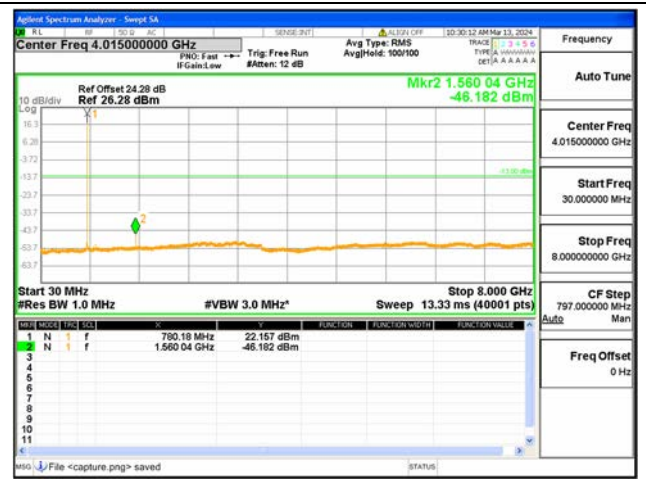 Agilent Spectrum Analyzer - Swept SA
RL RF 50 Ω AC SENSE:INT ALIGN OFF 10:30:12 AM Mar 13, 2024
Center Freq 4.015000000 GHz
PNO: Fast
IFGain:Low
Trig: Free Run
#Atten: 12 dB
Avg Type: RMS
Avg|Hold: 100/100
TRACE 1 2 3 4 5 6
TYPE A WWWWW
DET A A A A A A
Mkr2 1.560 04 GHz
-46.182 dBm
Ref Offset 24.28 dB
10 dB/div Ref 26.28 dBm
Log
1
16.3
6.28
-3.72
-13.7
-13.00 dBm
-23.7
-33.7
2
-43.7
-53.7
-63.7
Start 30 MHz Stop 8.000 GHz
#Res BW 1.0 MHz #VBW 3.0 MHz* Sweep 13.33 ms (40001 pts)
MKR MODE TRC SCL X Y FUNCTION FUNCTION WIDTH FUNCTION VALUE
1 N 1 f 780.18 MHz 22.157 dBm
2 N 1 f 1.560 04 GHz -46.182 dBm
3
4
5
6
7
8
9
10
11
MSG File <capture.png> saved STATUS
Frequency
Auto Tune
Center Freq
4.015000000 GHz
Start Freq
30.000000 MHz
Stop Freq
8.000000000 GHz
CF Step
797.000000 MHz
Auto Man
Freq Offset
0 Hz